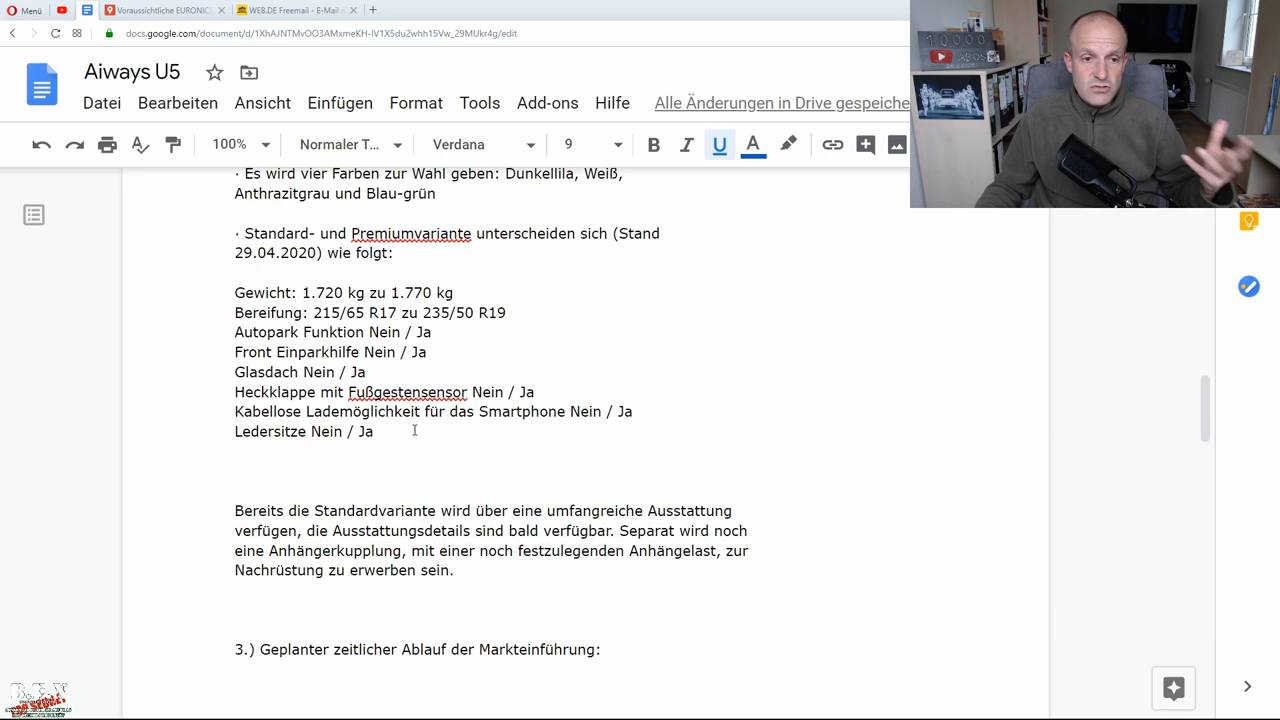 Menü
Voraussichtliche EURONICS
WEB.DE Freemail - E-Mail
docs.google.com/document/d/1XhAJNTMvOO3AMxmeKH-lV1X5du2whh15Vw_29MUkr4g/edit
Aiways U5
Datei Bearbeiten Ansicht Einfügen Format Tools Add-ons Hilfe Alle Änderungen in Drive gespeiche
100% Normaler T... Verdana 9 B I U A
10000
ABOS
· Es wird vier Farben zur Wahl geben: Dunkellila, Weiß,
Anthrazitgrau und Blau-grün
· Standard- und Premiumvariante unterscheiden sich (Stand
29.04.2020) wie folgt:
Gewicht: 1.720 kg zu 1.770 kg
Bereifung: 215/65 R17 zu 235/50 R19
Autopark Funktion Nein / Ja
Front Einparkhilfe Nein / Ja
Glasdach Nein / Ja
Heckklappe mit Fußgestensensor Nein / Ja
Kabellose Lademöglichkeit für das Smartphone Nein / Ja
Ledersitze Nein / Ja
Bereits die Standardvariante wird über eine umfangreiche Ausstattung
verfügen, die Ausstattungsdetails sind bald verfügbar. Separat wird noch
eine Anhängerkupplung, mit einer noch festzulegenden Anhängelast, zur
Nachrüstung zu erwerben sein.
3.) Geplanter zeitlicher Ablauf der Markteinführung: